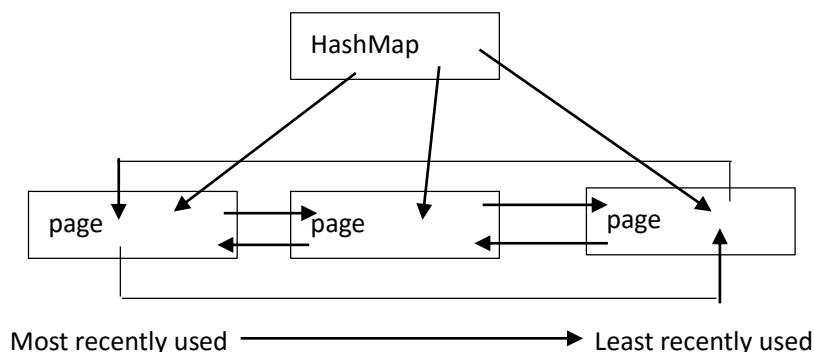 HashMap
page
page
page
Most recently used
Least recently used